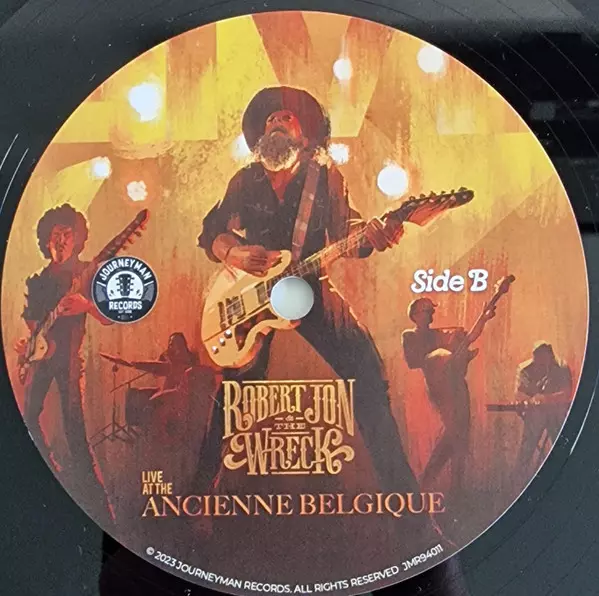 JOURNEYMAN
RECORDS
Side B
ROBERT JON
& THE
WRECK
LIVE
AT THE
ANCIENNE BELGIQUE
© 2023 JOURNEYMAN RECORDS. ALL RIGHTS RESERVED JMR94011